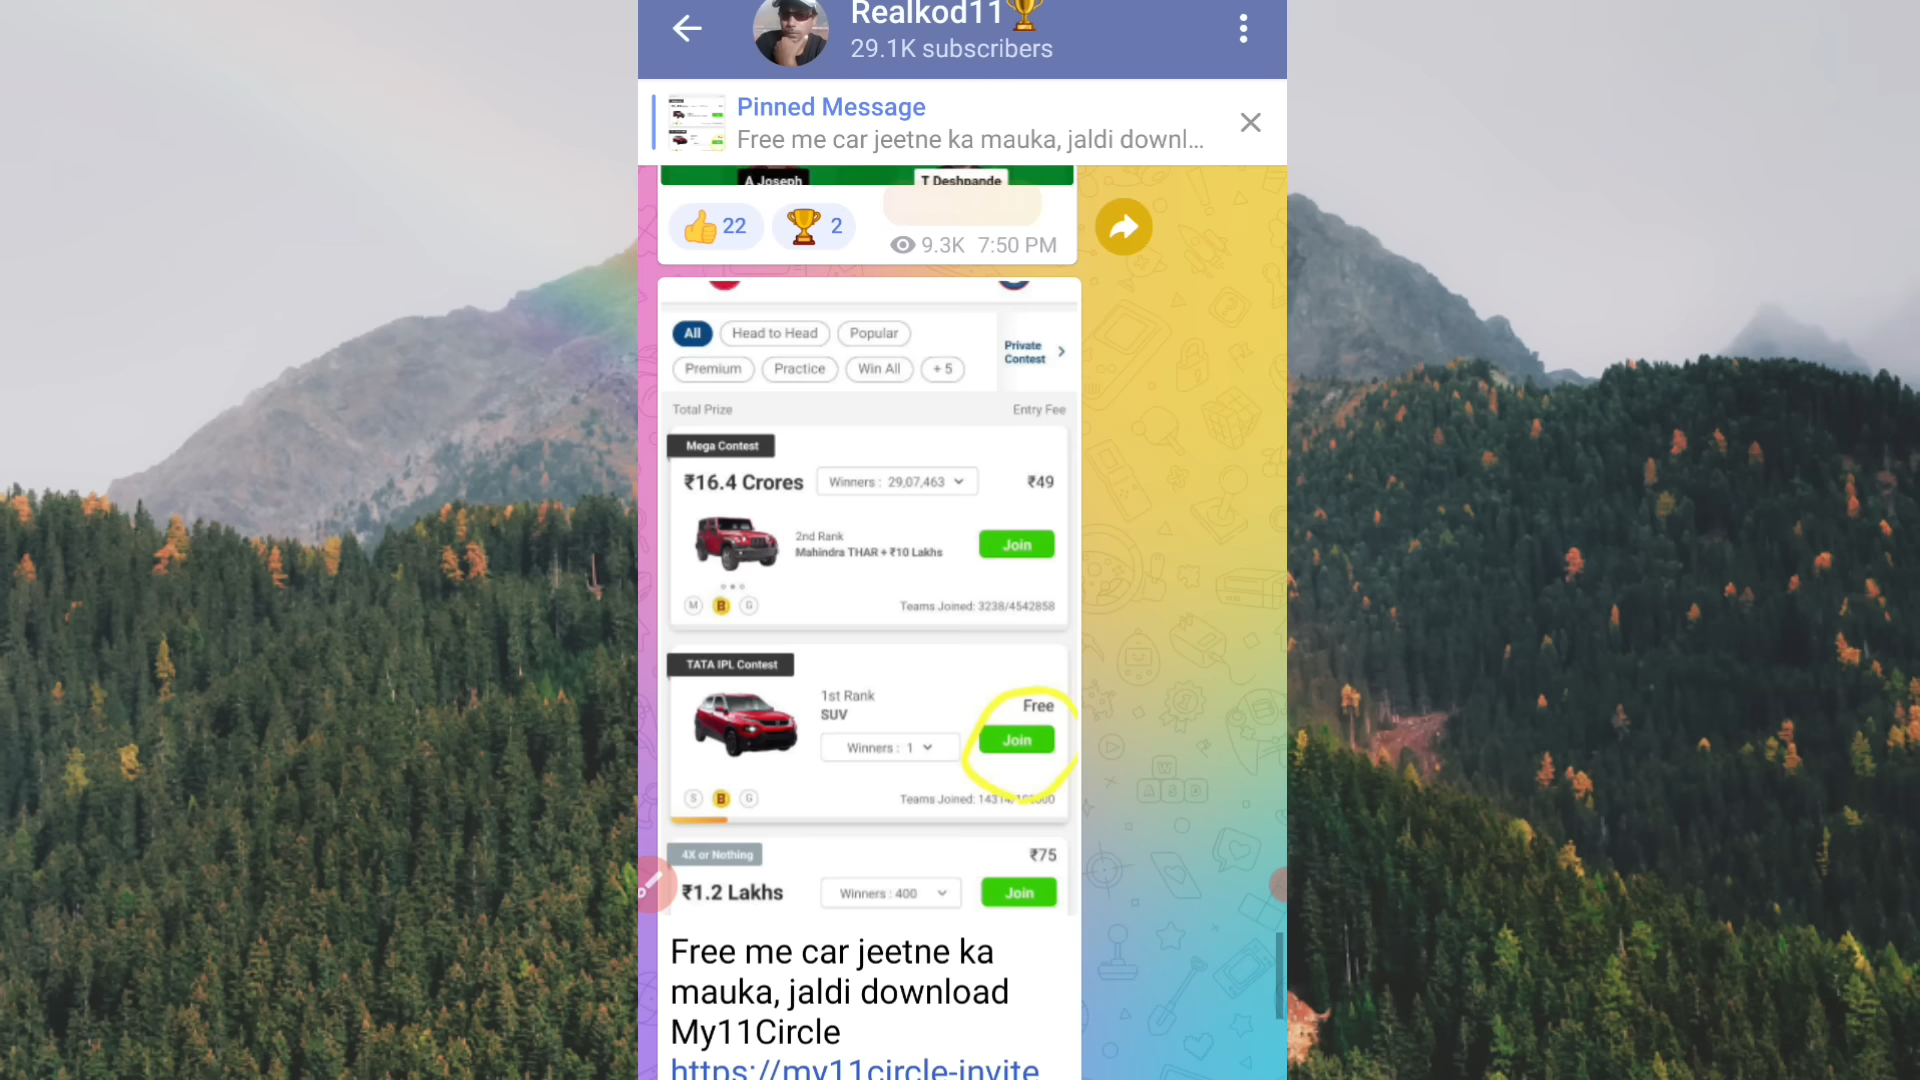 Realkod11🏆
29.1K subscribers
Pinned Message
Free me car jeetne ka mauka, jaldi downl...
A Joseph T Deshpande
👍 22 🏆 2
9.3K 7:50 PM
All Head to Head Popular
Private Contest
Premium Practice Win All + 5
Total Prize Entry Fee
Mega Contest
₹16.4 Crores Winners : 29,07,463 ₹49
2nd Rank
Mahindra THAR + ₹10 Lakhs
Join
M B G Teams Joined: 3238/4542858
TATA IPL Contest
1st Rank
SUV
Free
Join
Winners : 1
S B G Teams Joined:
4X or Nothing ₹75
₹1.2 Lakhs Winners : 400 Join
Free me car jeetne ka
mauka, jaldi download
My11Circle
https://my11circle-invite